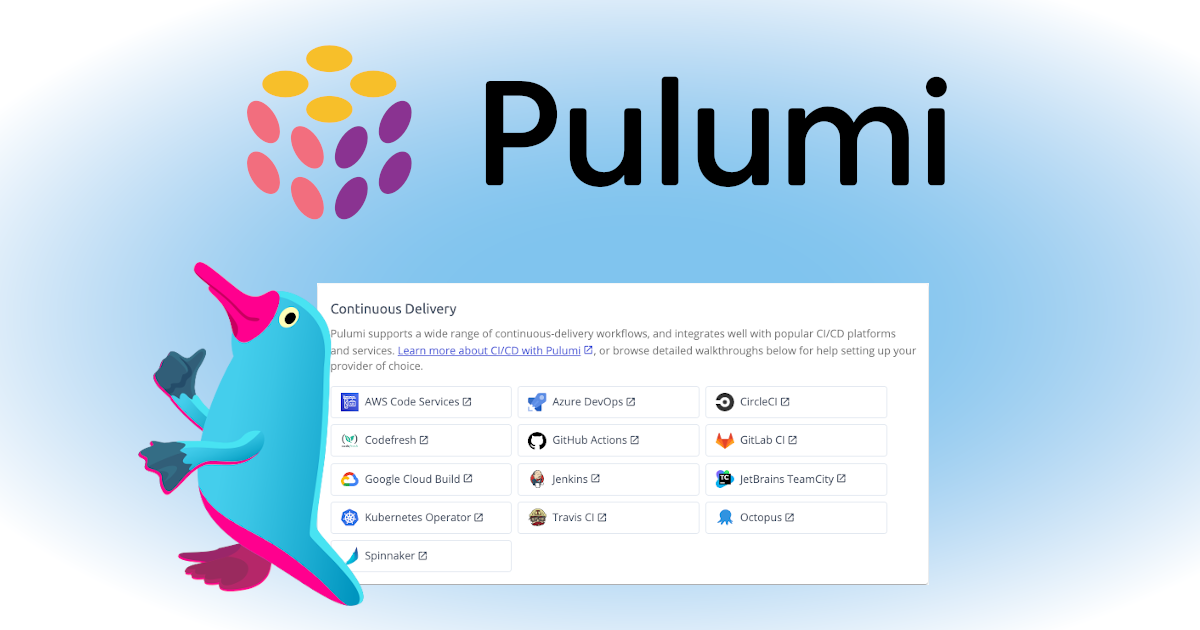 Pulumi
Continuous Delivery
Pulumi supports a wide range of continuous-delivery workflows, and integrates well with popular CI/CD platforms
and services. Learn more about CI/CD with Pulumi, or browse detailed walkthroughs below for help setting up your
provider of choice.
AWS Code Services
Azure DevOps
CircleCI
Codefresh
GitHub Actions
GitLab CI
Google Cloud Build
Jenkins
TC
JetBrains TeamCity
Kubernetes Operator
Travis CI
Octopus
Spinnaker